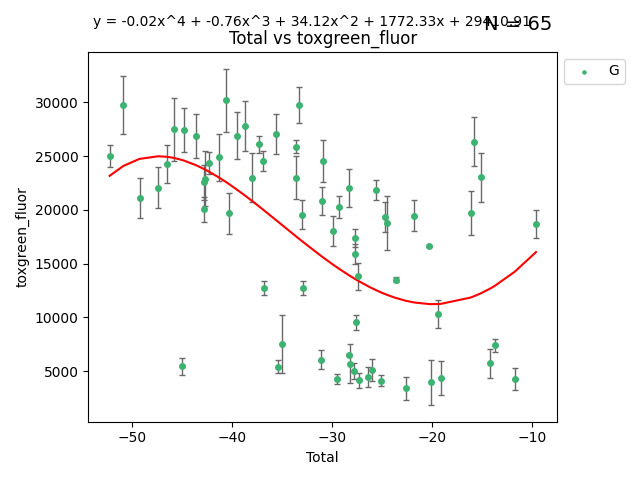 y = -0.02x^4 + -0.76x^3 + 34.12x^2 + 1772.33x + 29410.91
N = 65
Total vs toxgreen_fluor
G
toxgreen_fluor
30000
25000
20000
15000
10000
5000
−50
−40
−30
−20
−10
Total